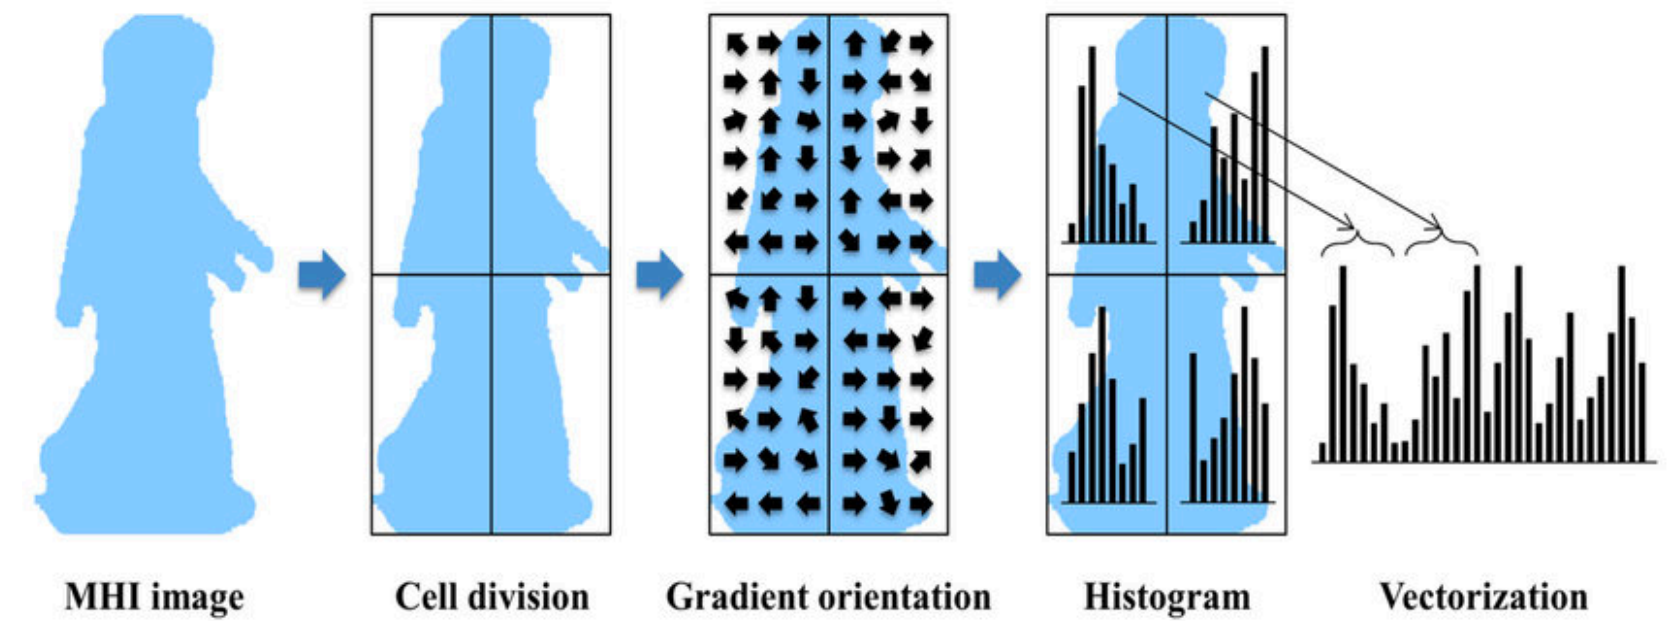 MHI image
Cell division
Gradient orientation
Histogram
Vectorization